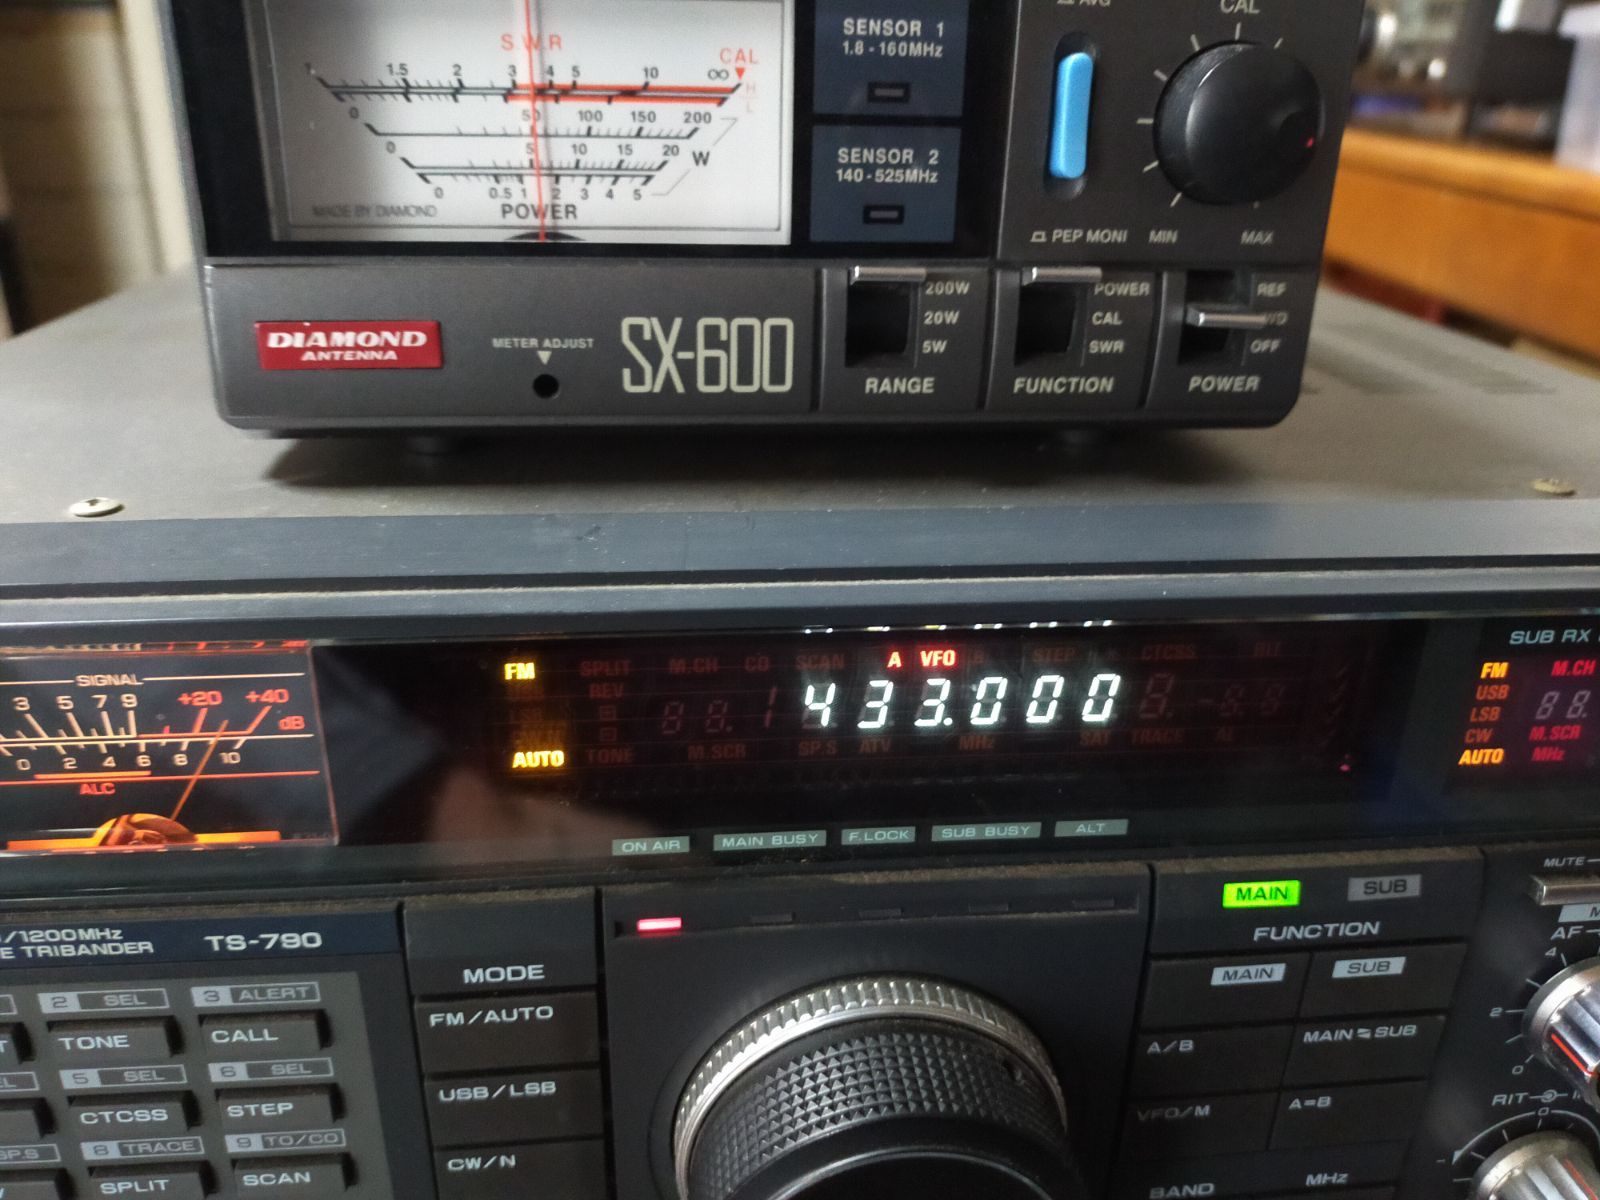 S.W.R
CAL
1 1.5 2 3 4 5 10 ∞
H
L
0 50 100 150 200
0 5 10 15 20
W
0 0.5 1 2 3 4 5
MADE BY DIAMOND
POWER
SENSOR 1
1.8 - 160MHz
SENSOR 2
140 - 525MHz
AVG
CAL
PEP MONI
MIN
MAX
DIAMOND
ANTENNA
METER ADJUST
SX-600
200W
20W
5W
RANGE
POWER
CAL
SWR
FUNCTION
REF
OFF
POWER
SIGNAL
3 5 7 9 +20 +40
dB
0 2 4 6 8 10
ALC
FM
AUTO
SPLIT
REV
TONE
M.CH
M.SCR
SCAN
A VFO
STEP
CTCSS
433.000
SP.S
ATV
MHz
SAT
TRACE
AL
ON AIR
MAIN BUSY
F.LOCK
SUB BUSY
ALT
SUB RX
FM
USB
LSB
CW
AUTO
M.CH
M.SCR
MHz
/1200MHz
E TRIBANDER
TS-790
2 SEL
3 ALERT
TONE
CALL
5 SEL
6 SEL
CTCSS
STEP
8 TRACE
9 TO/CO
SPLIT
SCAN
MODE
FM/AUTO
USB/LSB
CW/N
MAIN
SUB
FUNCTION
MAIN
SUB
A/B
MAIN⇆SUB
VFO/M
A=B
BAND
MHz
MUTE
AF
4
2
0
RIT
0